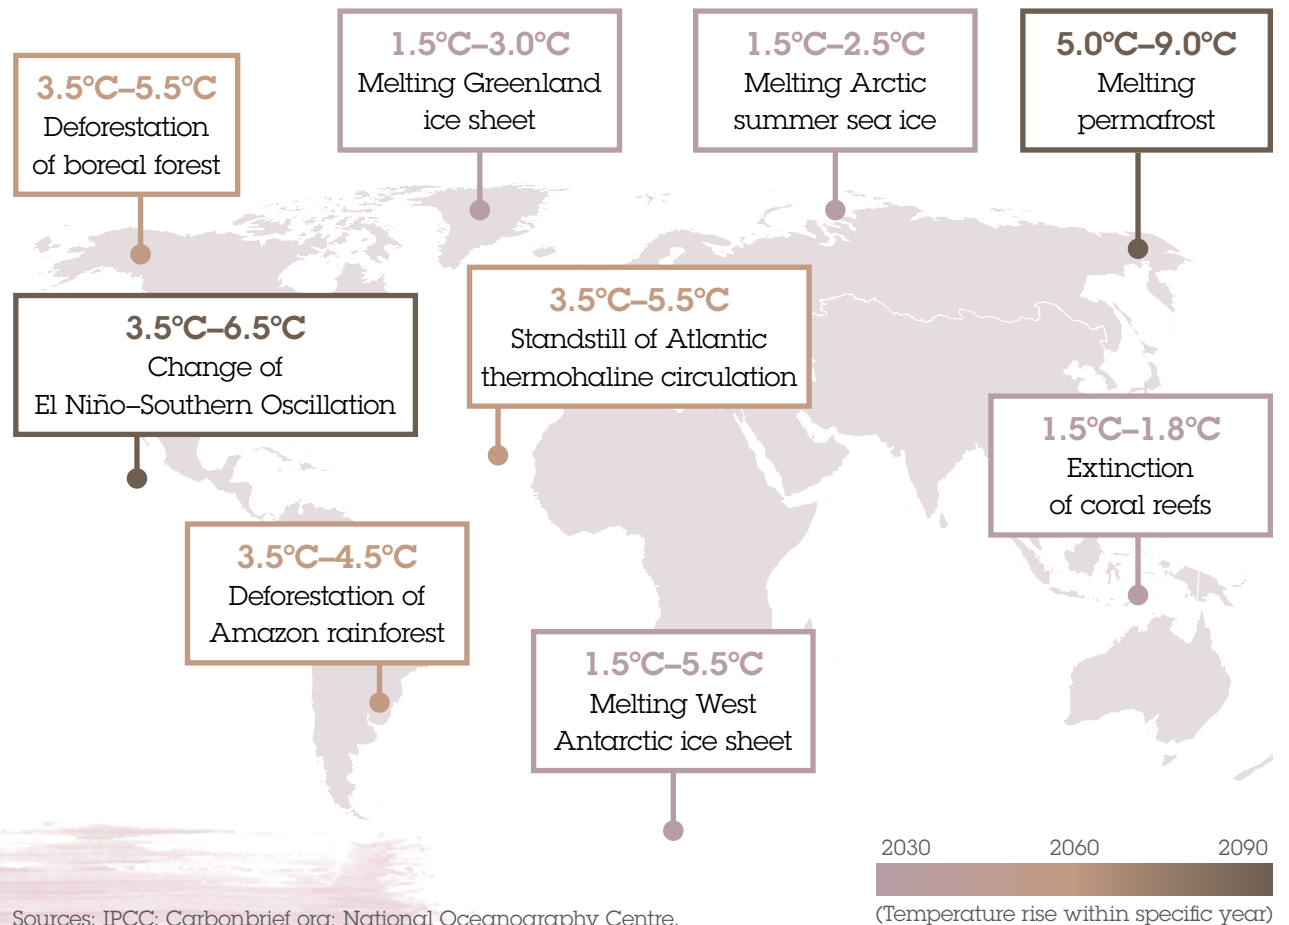 1.5°C–3.0°C
Melting Greenland
ice sheet
1.5°C–2.5°C
Melting Arctic
summer sea ice
5.0°C–9.0°C
Melting
permafrost
3.5°C–5.5°C
Deforestation
of boreal forest
3.5°C–6.5°C
Change of
El Niño–Southern Oscillation
3.5°C–5.5°C
Standstill of Atlantic
thermohaline circulation
1.5°C–1.8°C
Extinction
of coral reefs
3.5°C–4.5°C
Deforestation of
Amazon rainforest
1.5°C–5.5°C
Melting West
Antarctic ice sheet
2030 2060 2090
(Temperature rise within specific year)
Sources: IPCC; Carbonbrief.org; National Oceanography Centre.